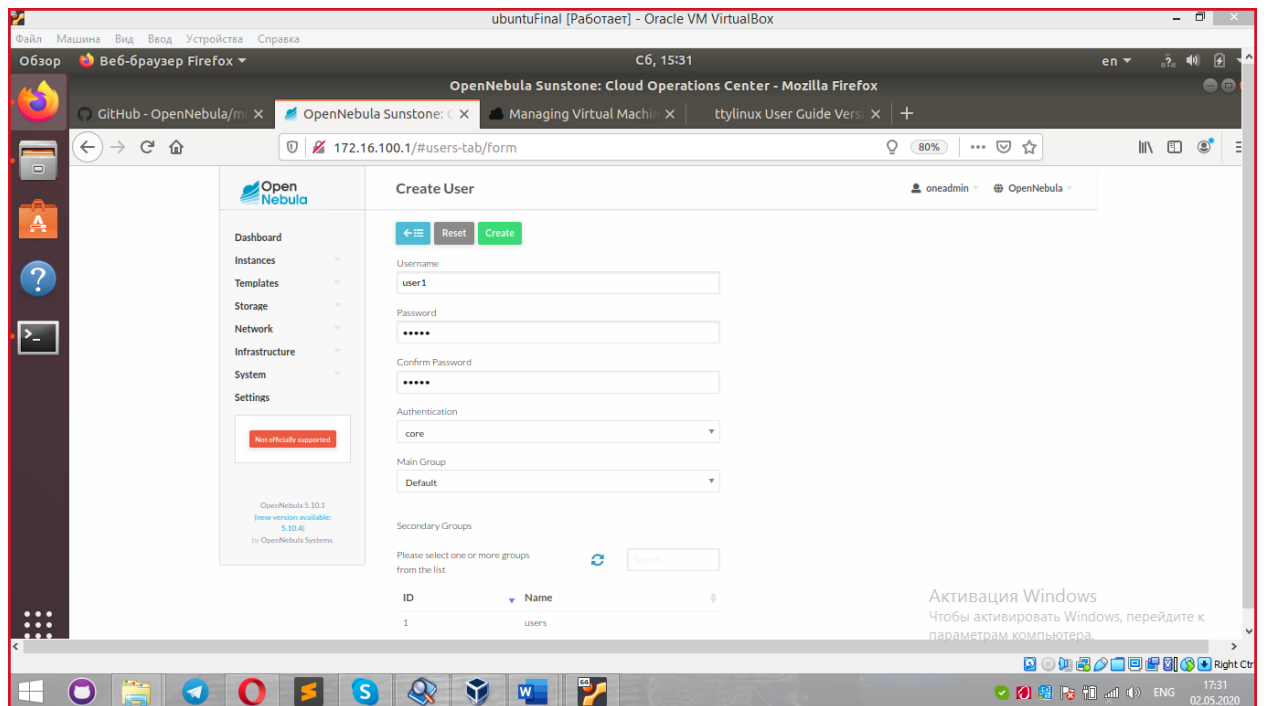 ubuntuFinal [Работает] - Oracle VM VirtualBox
Файл Машина Вид Ввод Устройства Справка
Обзор Веб-браузер Firefox Сб, 15:31 en
OpenNebula Sunstone: Cloud Operations Center - Mozilla Firefox
GitHub - OpenNebula/mi OpenNebula Sunstone: C Managing Virtual Machin ttylinux User Guide Versi
172.16.100.1/#users-tab/form 80%
Open Nebula
Create User
oneadmin OpenNebula
Dashboard
Instances
Templates
Storage
Network
Infrastructure
System
Settings
Not officially supported
OpenNebula 5.10.1
(new version available:
5.10.4)
by OpenNebula Systems.
Reset Create
Username
user1
Password
•••••
Confirm Password
•••••
Authentication
core
Main Group
Default
Secondary Groups
Please select one or more groups
from the list
Search
ID Name
1 users
Активация Windows
Чтобы активировать Windows, перейдите к
параметрам компьютера.
Right Ctr
ENG 17:31
02.05.2020